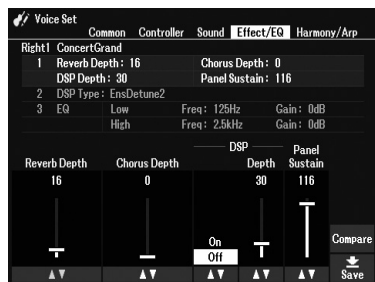 Voice Set
Common Controller Sound Effect/EQ Harmony/Arp
Right1 ConcertGrand
1 Reverb Depth: 16 Chorus Depth: 0
DSP Depth: 30 Panel Sustain: 116
2 DSP Type: EnsDetune2
3 EQ Low Freq: 125Hz Gain: 0dB
High Freq: 2.5kHz Gain: 0dB
DSP Panel
Reverb Depth Chorus Depth Depth Sustain
16 0 30 116
On
Off
Compare
▲▼ ▲▼ ▲▼ ▲▼ ▲▼ Save